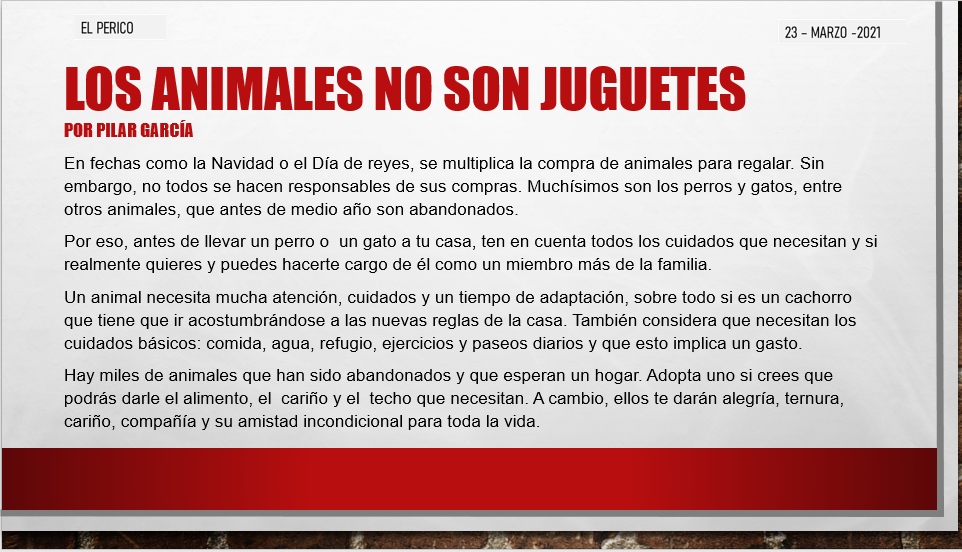 EL PERICO
23 – MARZO -2021
LOS ANIMALES NO SON JUGUETES
POR PILAR GARCÍA
En fechas como la Navidad o el Día de reyes, se multiplica la compra de animales para regalar. Sin
embargo, no todos se hacen responsables de sus compras. Muchísimos son los perros y gatos, entre
otros animales, que antes de medio año son abandonados.
Por eso, antes de llevar un perro o  un gato a tu casa, ten en cuenta todos los cuidados que necesitan y si
realmente quieres y puedes hacerte cargo de él como un miembro más de la familia.
Un animal necesita mucha atención, cuidados y un tiempo de adaptación, sobre todo si es un cachorro
que tiene que ir acostumbrándose a las nuevas reglas de la casa. También considera que necesitan los
cuidados básicos: comida, agua, refugio, ejercicios y paseos diarios y que esto implica un gasto.
Hay miles de animales que han sido abandonados y que esperan un hogar. Adopta uno si crees que
podrás darle el alimento, el  cariño y el  techo que necesitan. A cambio, ellos te darán alegría, ternura,
cariño, compañía y su amistad incondicional para toda la vida.